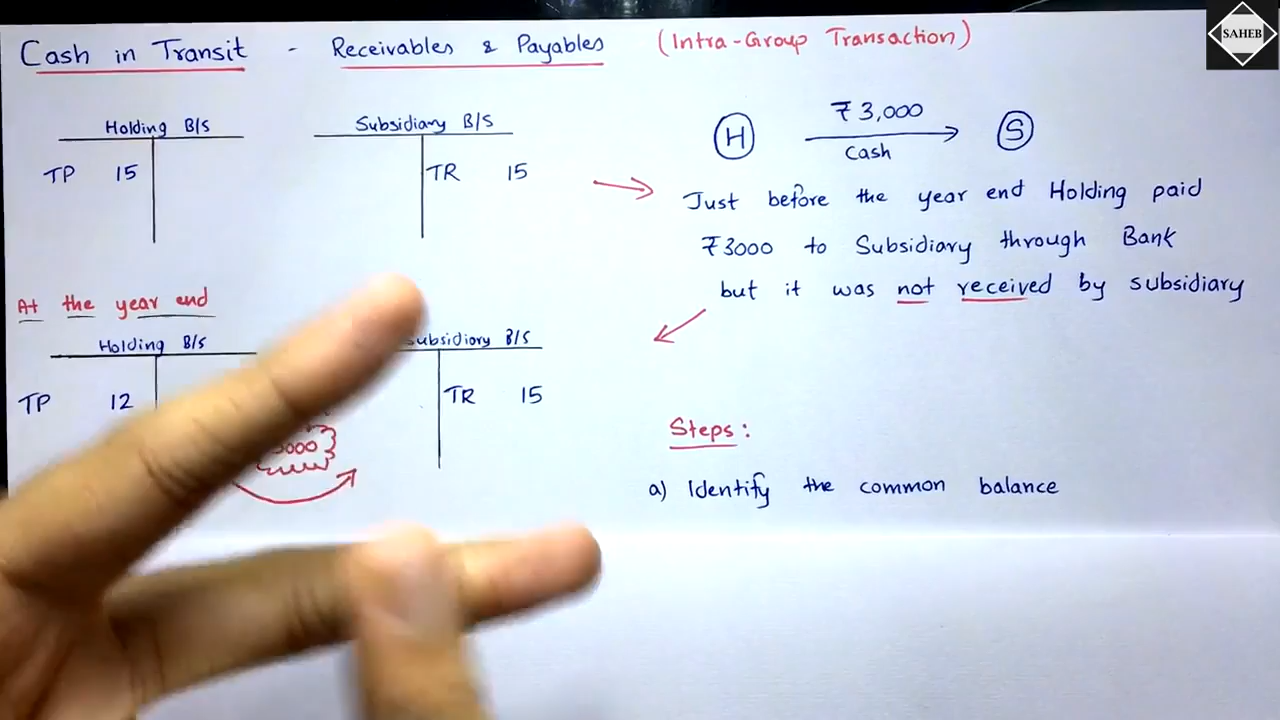 Cash in Transit - Receivables & Payables (Intra-Group Transaction)
SAHEB
Holding B/S
TP 15
Subsidiary B/S
TR 15
H ₹3,000 Cash S
Just before the year end Holding paid
₹3000 to Subsidiary through Bank
but it was not received by subsidiary
At the year end
Holding B/S
TP 12
B/S
TR 15
Steps:
a) Identify the common balance